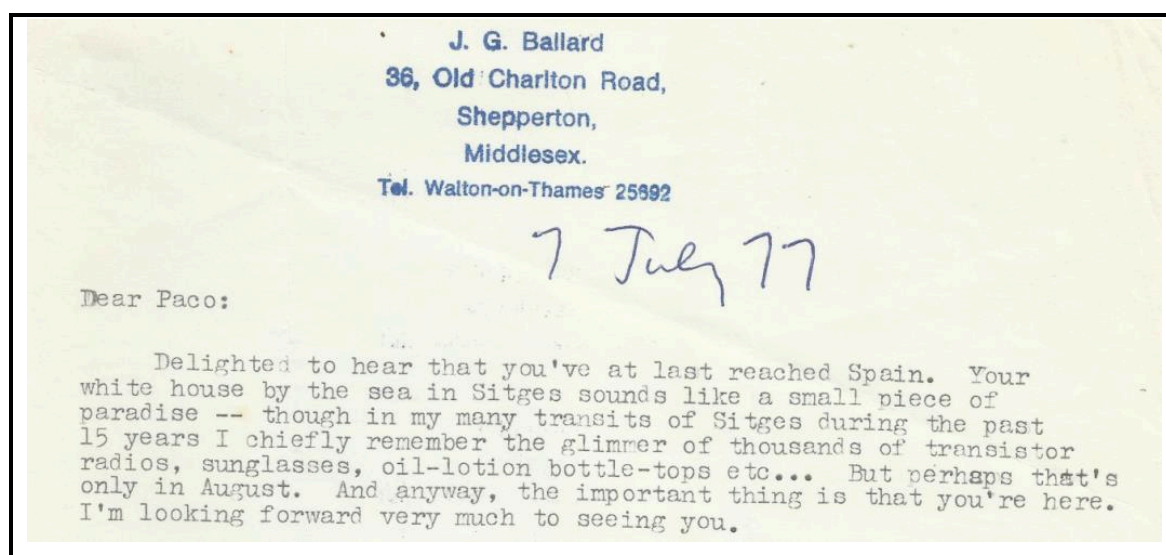 J. G. Ballard
36, Old Charlton Road,
Shepperton,
Middlesex.
Tel. Walton-on-Thames 25692
7 July 77
Dear Paco:
Delighted to hear that you've at last reached Spain. Your
white house by the sea in Sitges sounds like a small piece of
paradise -- though in my many transits of Sitges during the past
15 years I chiefly remember the glimmer of thousands of transistor
radios, sunglasses, oil-lotion bottle-tops etc... But perhaps that's
only in August. And anyway, the important thing is that you're here.
I'm looking forward very much to seeing you.